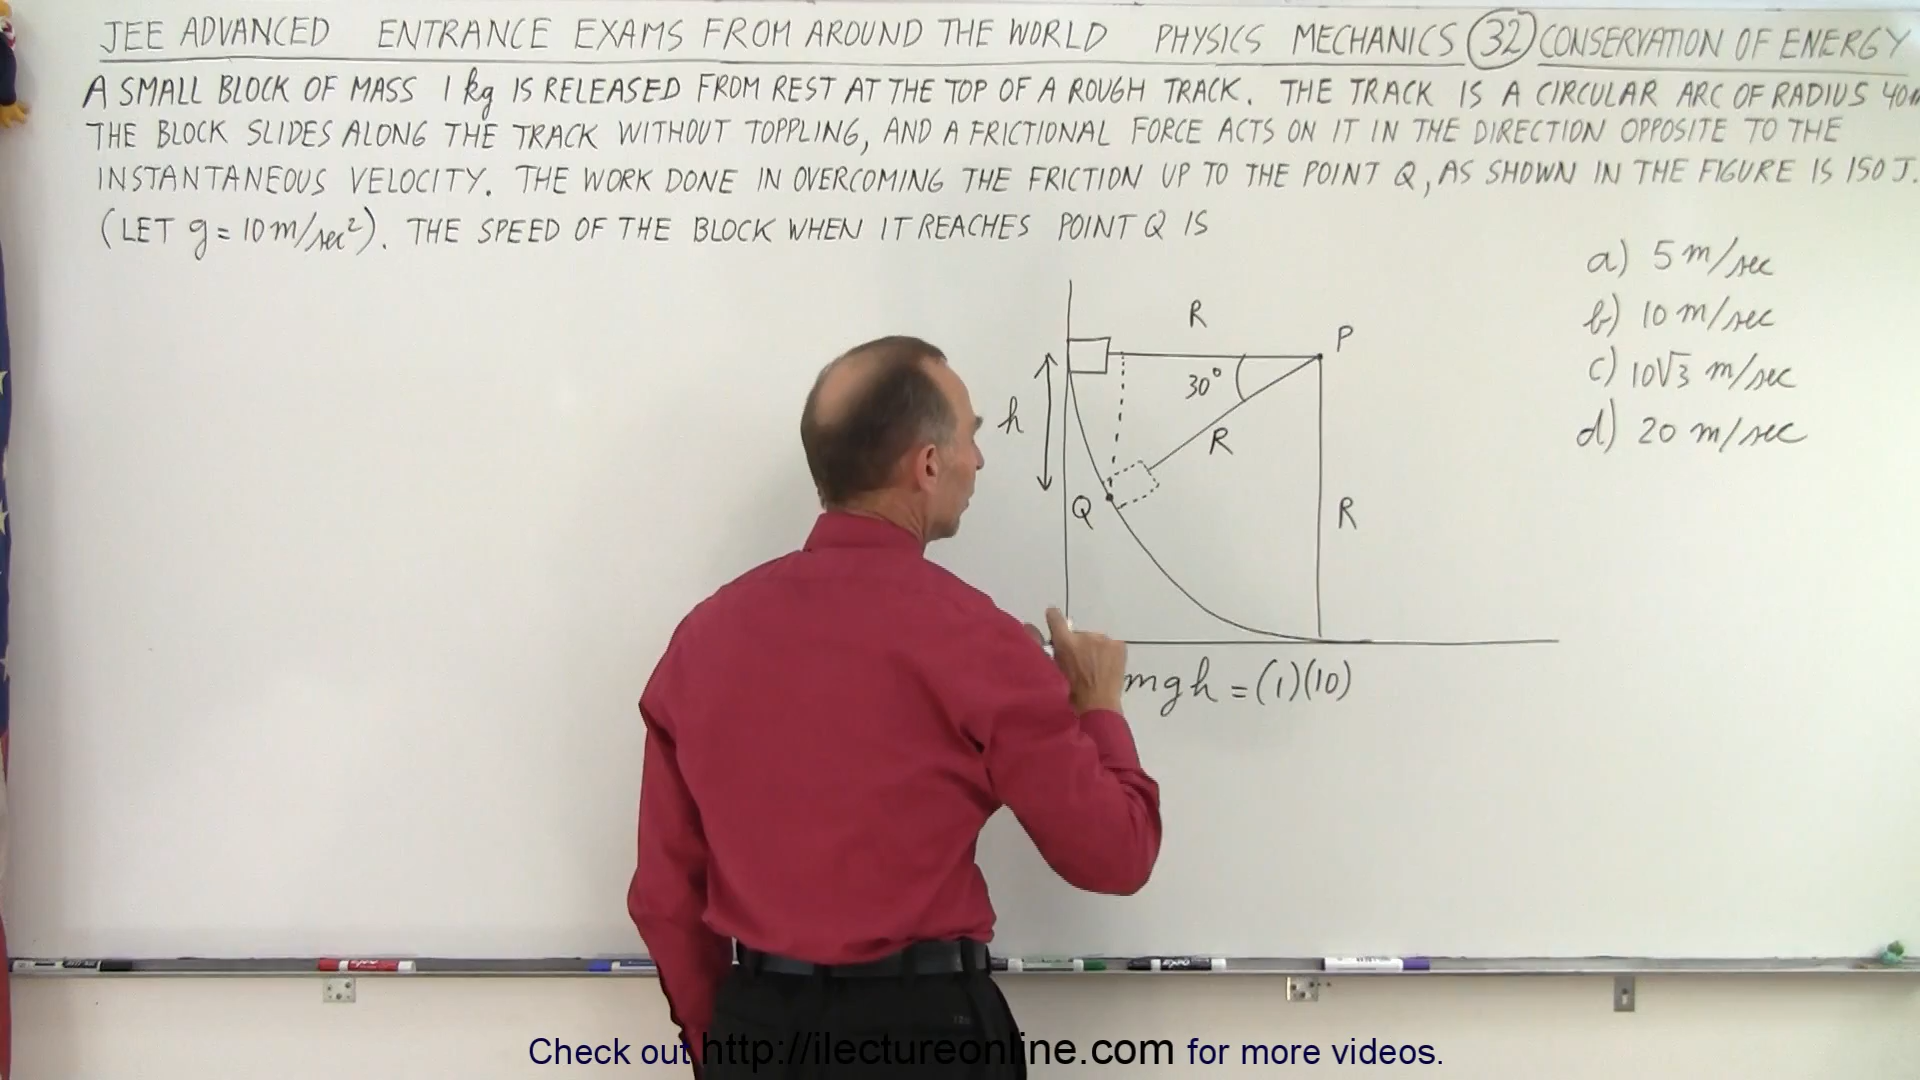 JEE ADVANCED ENTRANCE EXAMS FROM AROUND THE WORLD PHYSICS MECHANICS 32 CONSERVATION OF ENERGY
A SMALL BLOCK OF MASS 1 kg IS RELEASED FROM REST AT THE TOP OF A ROUGH TRACK. THE TRACK IS A CIRCULAR ARC OF RADIUS 40m
THE BLOCK SLIDES ALONG THE TRACK WITHOUT TOPPLING, AND A FRICTIONAL FORCE ACTS ON IT IN THE DIRECTION OPPOSITE TO THE
INSTANTANEOUS VELOCITY. THE WORK DONE IN OVERCOMING THE FRICTION UP TO THE POINT Q, AS SHOWN IN THE FIGURE IS 150 J.
(LET g = 10 m/sec²). THE SPEED OF THE BLOCK WHEN IT REACHES POINT Q IS
a) 5 m/sec
b) 10 m/sec
c) 10√3 m/sec
d) 20 m/sec
R
P
30°
h
R
Q
R
mgh = (1)(10)
Check out http://ilectureonline.com for more videos.